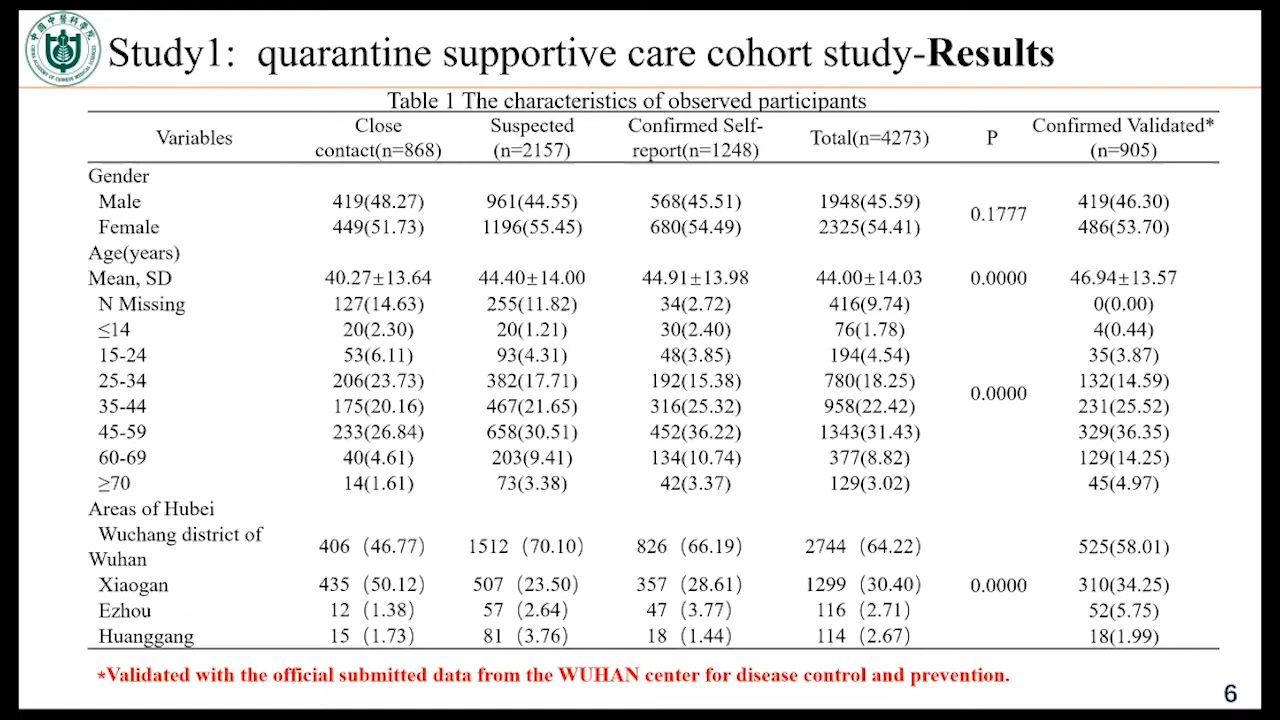 Study1: quarantine supportive care cohort study-Results
Table 1 The characteristics of observed participants
Variables Close contact(n=868) Suspected (n=2157) Confirmed Self-report(n=1248) Total(n=4273) P Confirmed Validated* (n=905)
Gender
Male 419(48.27) 961(44.55) 568(45.51) 1948(45.59) 0.1777 419(46.30)
Female 449(51.73) 1196(55.45) 680(54.49) 2325(54.41) 486(53.70)
Age(years)
Mean, SD 40.27±13.64 44.40±14.00 44.91±13.98 44.00±14.03 0.0000 46.94±13.57
N Missing 127(14.63) 255(11.82) 34(2.72) 416(9.74) 0(0.00)
≤14 20(2.30) 20(1.21) 30(2.40) 76(1.78) 4(0.44)
15-24 53(6.11) 93(4.31) 48(3.85) 194(4.54) 35(3.87)
25-34 206(23.73) 382(17.71) 192(15.38) 780(18.25) 0.0000 132(14.59)
35-44 175(20.16) 467(21.65) 316(25.32) 958(22.42) 231(25.52)
45-59 233(26.84) 658(30.51) 452(36.22) 1343(31.43) 329(36.35)
60-69 40(4.61) 203(9.41) 134(10.74) 377(8.82) 129(14.25)
≥70 14(1.61) 73(3.38) 42(3.37) 129(3.02) 45(4.97)
Areas of Hubei
Wuchang district of Wuhan 406（46.77） 1512（70.10） 826（66.19） 2744（64.22） 525(58.01)
Xiaogan 435（50.12） 507（23.50） 357（28.61） 1299（30.40） 0.0000 310(34.25)
Ezhou 12（1.38） 57（2.64） 47（3.77） 116（2.71） 52(5.75)
Huanggang 15（1.73） 81（3.76） 18（1.44） 114（2.67） 18(1.99)
*Validated with the official submitted data from the WUHAN center for disease control and prevention.
6